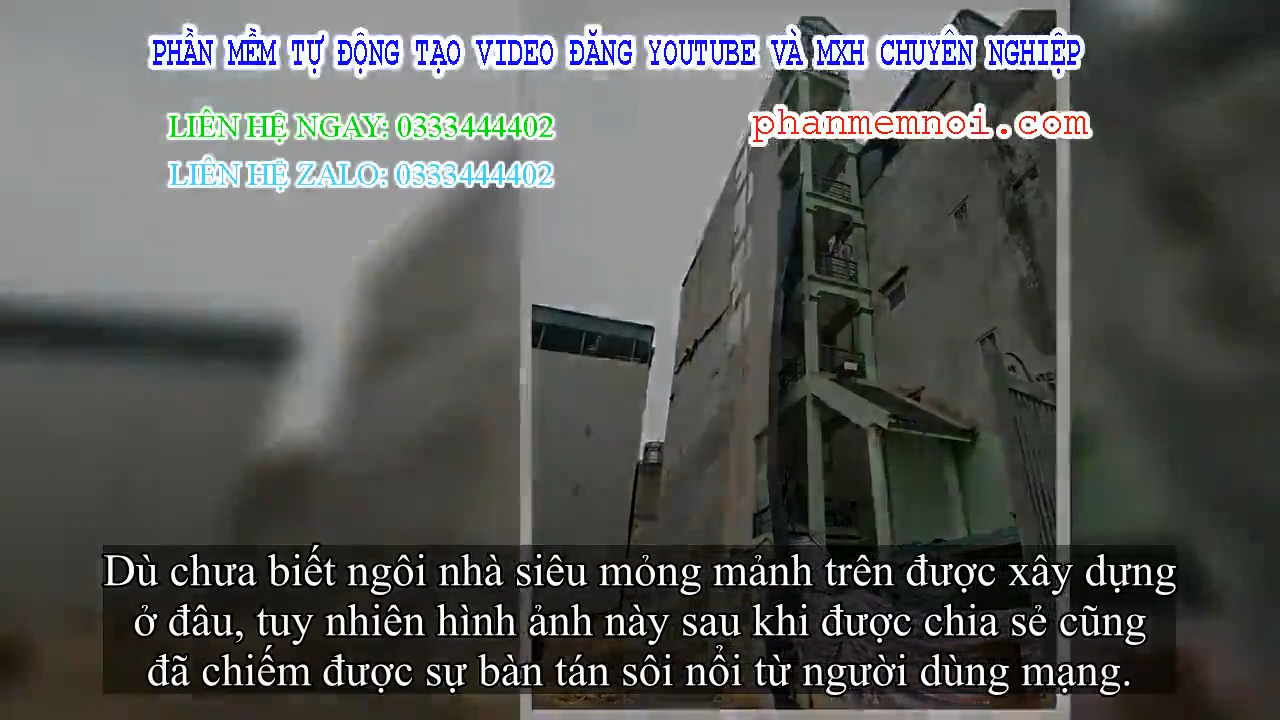 PHẦN MỀM TỰ ĐỘNG TẠO VIDEO ĐĂNG YOUTUBE VÀ MXH CHUYÊN NGHIỆP
LIÊN HỆ NGAY: 0333444402
phanmemnoi.com
LIÊN HỆ ZALO: 0333444402
Dù chưa biết ngôi nhà siêu mỏng mảnh trên được xây dựng
ở đâu, tuy nhiên hình ảnh này sau khi được chia sẻ cũng
đã chiếm được sự bàn tán sôi nổi từ người dùng mạng.